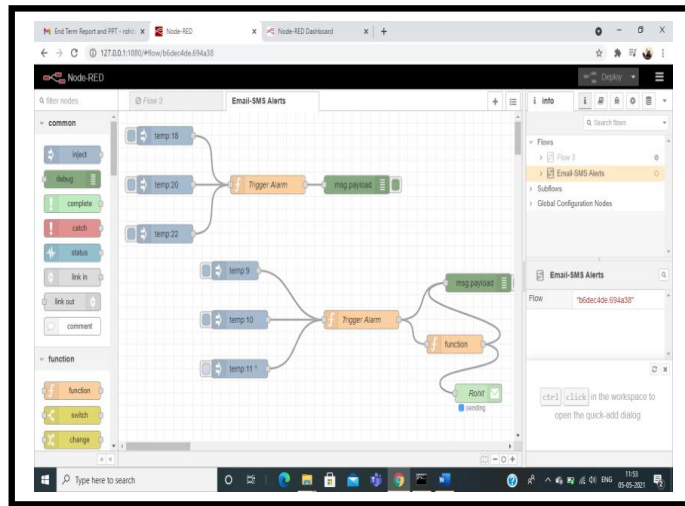 End Term Report and PPT - rohit
Node-RED
Node-RED Dashboard
127.0.0.1:1880/#flow/b6dec4de.694a38
Node-RED
Deploy
filter nodes
Flow 3
Email-SMS Alerts
info
Search flows
common
inject
debug
complete
catch
status
link in
link out
comment
function
function
switch
change
temp:18
temp:20
temp:22
Trigger Alarm
msg.payload
temp:9
temp:10
temp:11
Trigger Alarm
msg.payload
function
Rohit
sending
Flows
Flow 3
Email-SMS Alerts
Subflows
Global Configuration Nodes
Email-SMS Alerts
Flow
"b6dec4de.694a38"
ctrl click in the workspace to
open the quick-add dialog
Type here to search
ENG
11:53
05-05-2021